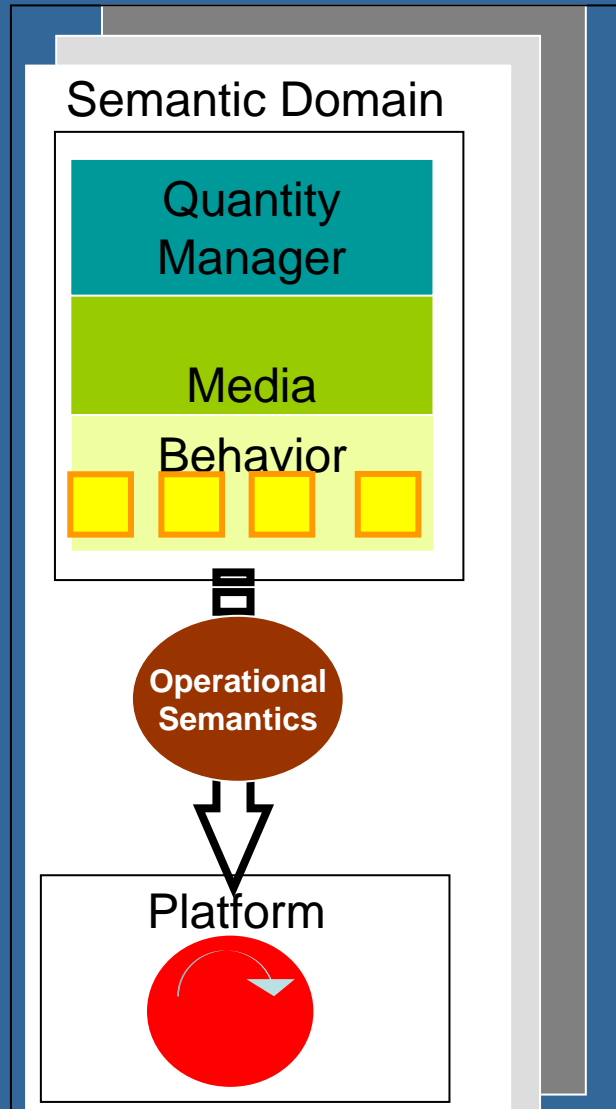 Semantic Domain
Quantity
Manager
Media
Behavior
Operational
Semantics
Platform